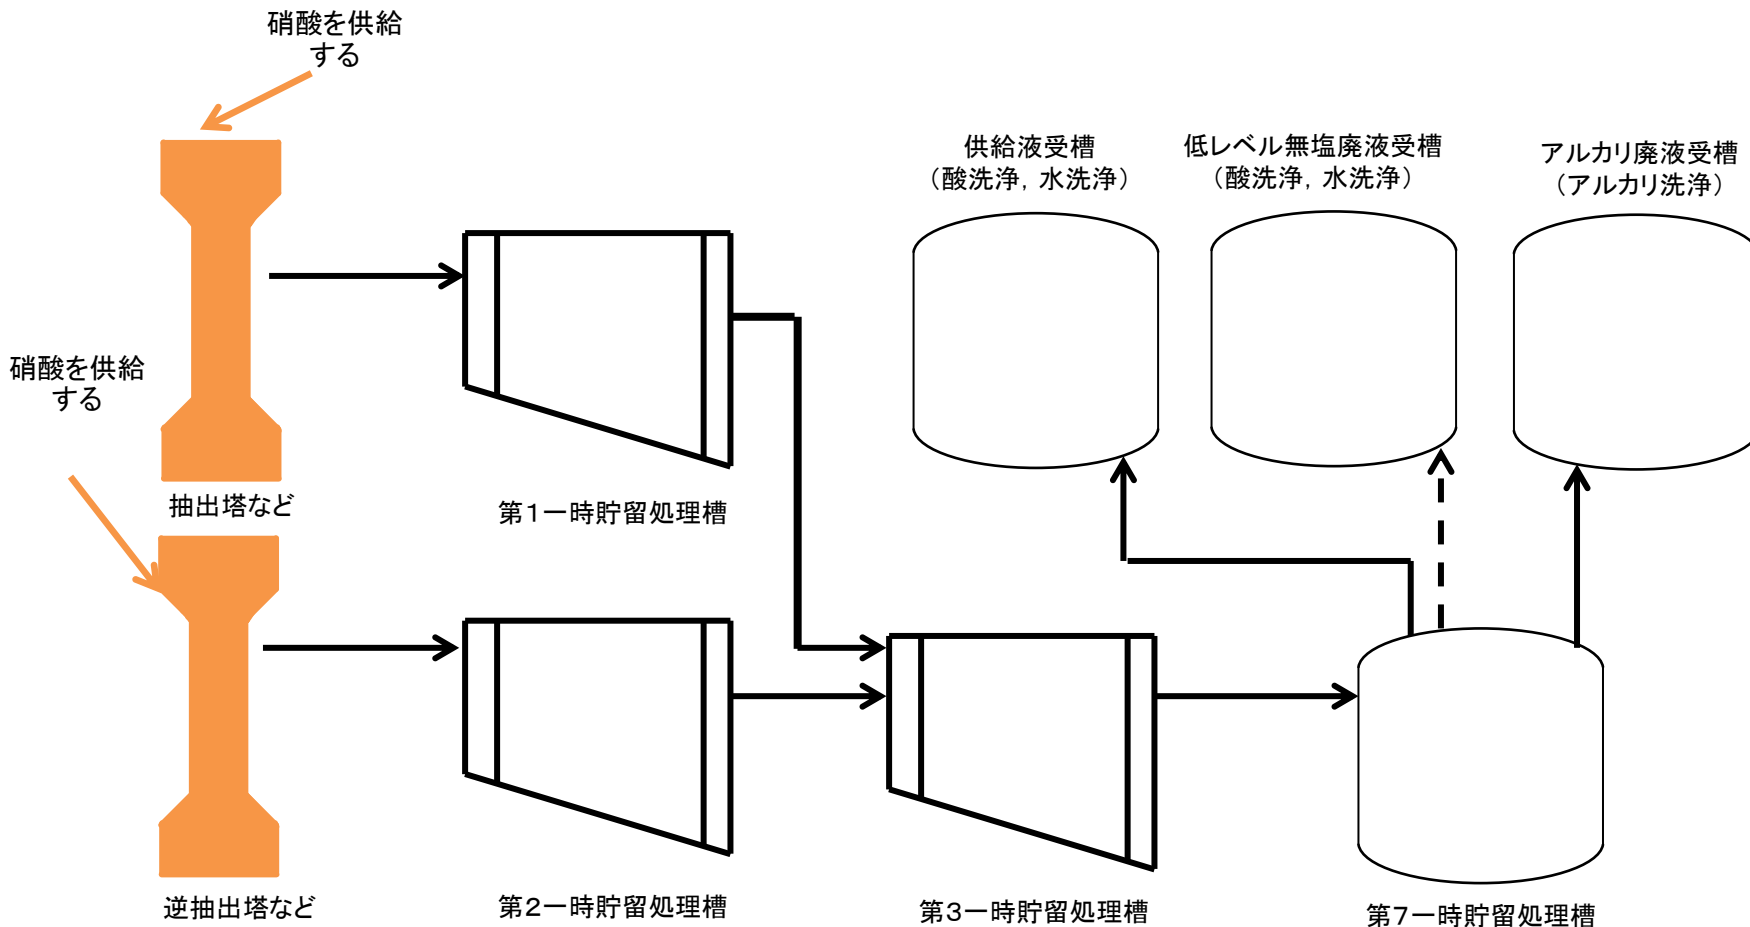 硝酸を供給
する
供給液受槽
（酸洗浄，水洗浄）
低レベル無塩廃液受槽
（酸洗浄，水洗浄）
アルカリ廃液受槽
（アルカリ洗浄）
硝酸を供給
する
抽出塔など
第１一時貯留処理槽
逆抽出塔など
第２一時貯留処理槽
第３一時貯留処理槽
第７一時貯留処理槽